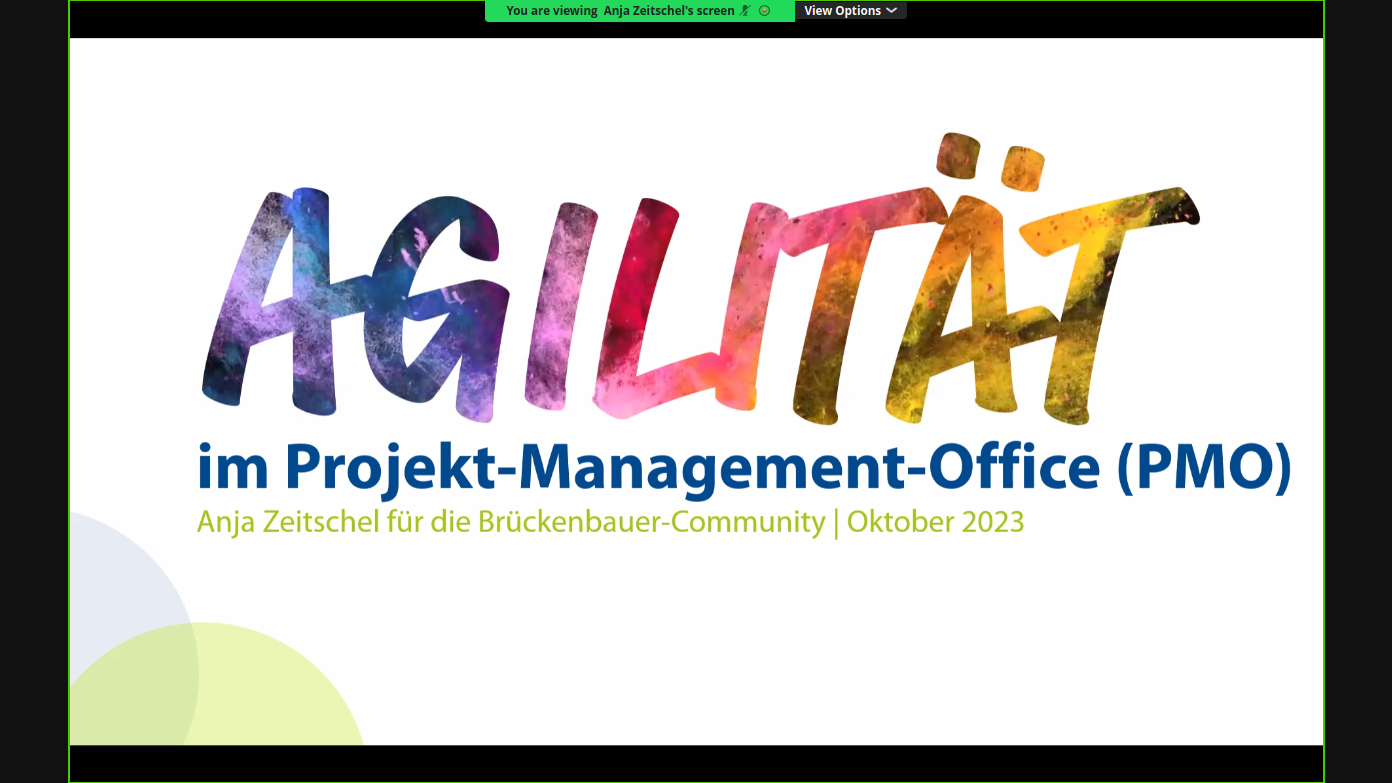 You are viewing Anja Zeitschel's screen
View Options
AGILITÄT
im Projekt-Management-Office (PMO)
Anja Zeitschel für die Brückenbauer-Community | Oktober 2023